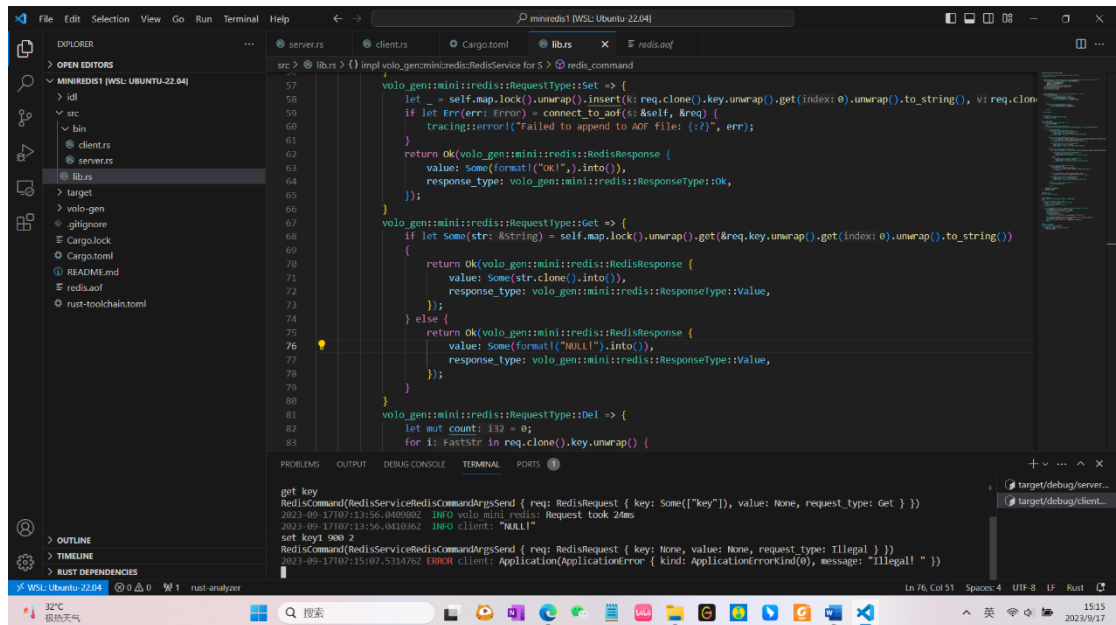 File Edit Selection View Go Run Terminal Help
miniredis1 [WSL: Ubuntu-22.04]
EXPLORER
OPEN EDITORS
MINIREDIS1 [WSL: UBUNTU-22.04]
idl
src
bin
client.rs
server.rs
lib.rs
target
volo-gen
.gitignore
Cargo.lock
Cargo.toml
README.md
redis.aof
rust-toolchain.toml
OUTLINE
TIMELINE
RUST DEPENDENCIES
server.rs client.rs Cargo.toml lib.rs redis.aof
src > lib.rs > {} impl volo_gen::mini::redis::RedisService for S > redis_command
56 }
57 volo_gen::mini::redis::RequestType::Set => {
58 let _ = self.map.lock().unwrap().insert(k: req.clone().key.unwrap().get(index: 0).unwrap().to_string(), v: req.clon
59 if let Err(err: Error) = connect_to_aof(s: &self, &req) {
60 tracing::error!("Failed to append to AOF file: {:?}", err);
61 }
62 return Ok(volo_gen::mini::redis::RedisResponse {
63 value: Some(format!("OK!",).into()),
64 response_type: volo_gen::mini::redis::ResponseType::Ok,
65 });
66 }
67 volo_gen::mini::redis::RequestType::Get => {
68 if let Some(str: &String) = self.map.lock().unwrap().get(&req.key.unwrap().get(index: 0).unwrap().to_string())
69 {
70 return Ok(volo_gen::mini::redis::RedisResponse {
71 value: Some(str.clone().into()),
72 response_type: volo_gen::mini::redis::ResponseType::Value,
73 });
74 } else {
75 return Ok(volo_gen::mini::redis::RedisResponse {
76 value: Some(format!("NULL!").into()),
77 response_type: volo_gen::mini::redis::ResponseType::Value,
78 });
79 }
80 }
81 volo_gen::mini::redis::RequestType::Del => {
82 let mut count: i32 = 0;
83 for i: FastStr in req.clone().key.unwrap() {
PROBLEMS OUTPUT DEBUG CONSOLE TERMINAL PORTS 1
get key
RedisCommand(RedisServiceRedisCommandArgsSend { req: RedisRequest { key: Some(["key"]), value: None, request_type: Get } })
2023-09-17T07:13:56.040980Z INFO volo_mini_redis: Request took 24ms
2023-09-17T07:13:56.041036Z INFO client: "NULL!"
set key1 900 2
RedisCommand(RedisServiceRedisCommandArgsSend { req: RedisRequest { key: None, value: None, request_type: Illegal } })
2023-09-17T07:15:07.531476Z ERROR client: Application(ApplicationError { kind: ApplicationErrorKind(0), message: "Illegal! " })
target/debug/server...
target/debug/client...
WSL: Ubuntu-22.04 0 0 1 rust-analyzer
Ln 76, Col 51 Spaces: 4 UTF-8 LF Rust
32°C
极热天气
搜索
英
15:15
2023/9/17